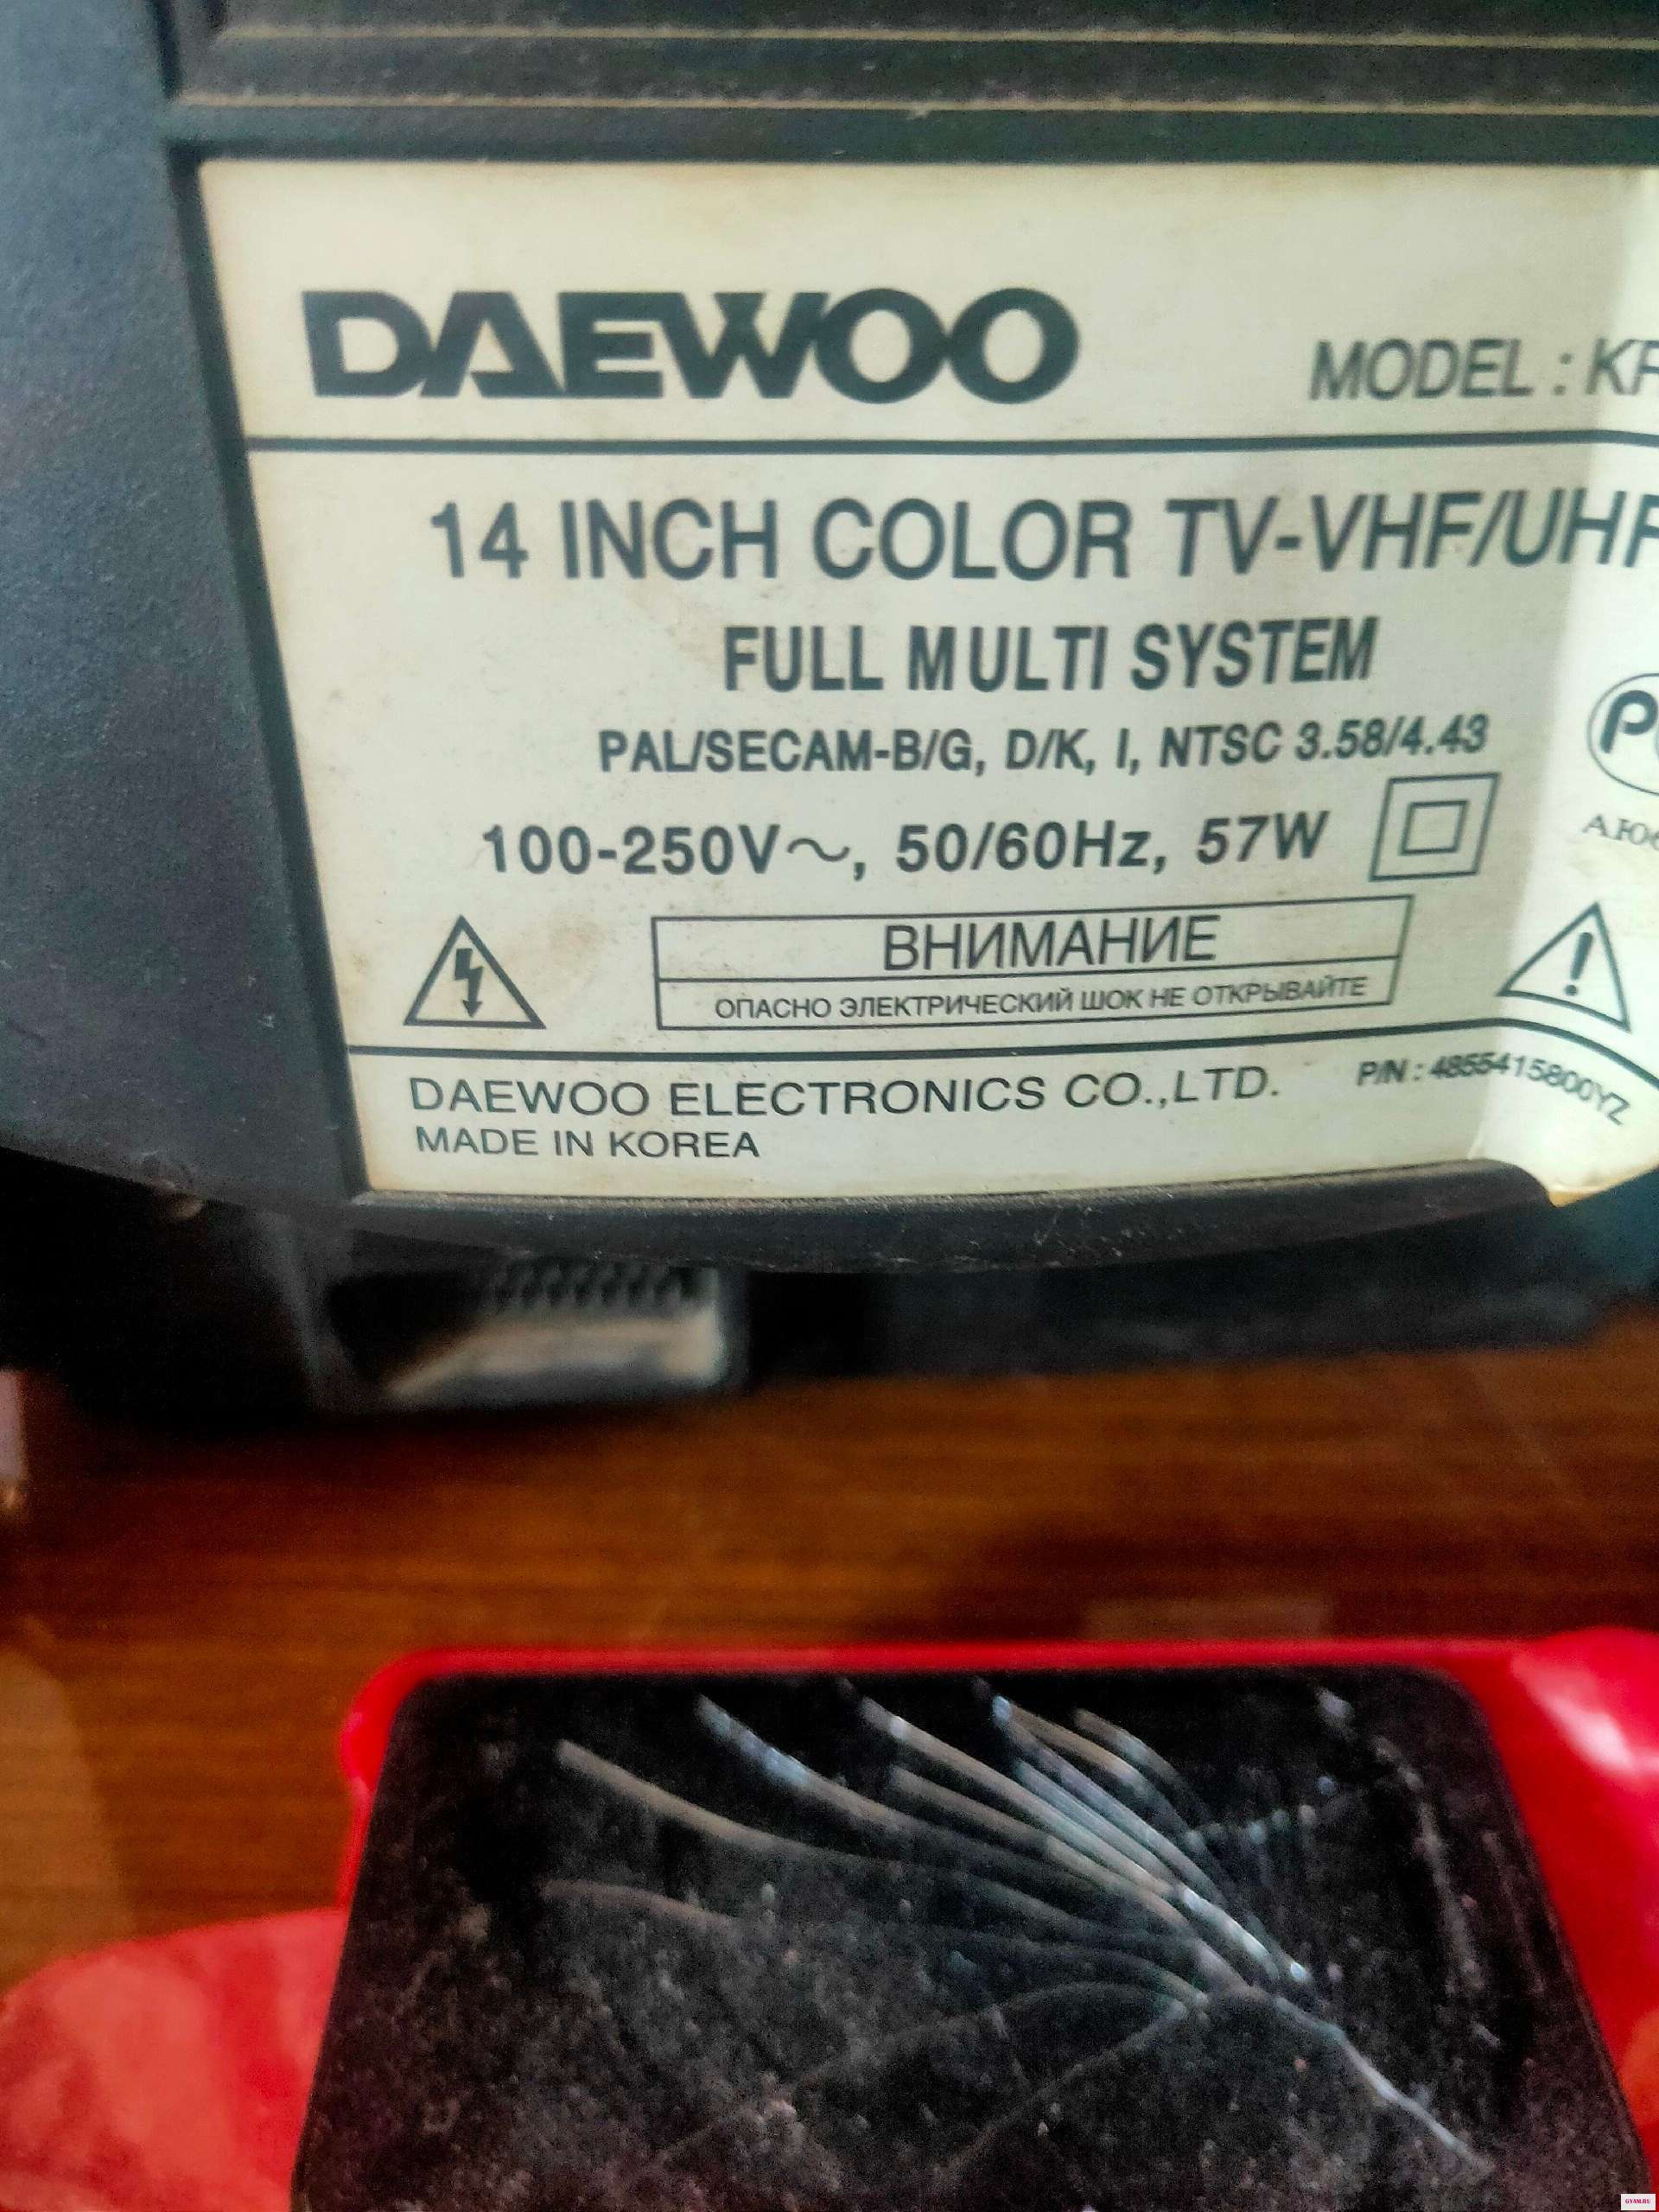 DAEWOO
MODEL : KR
14 INCH COLOR TV-VHF/UHF
FULL MULTI SYSTEM
PAL/SECAM-B/G, D/K, I, NTSC 3.58/4.43
100-250V~, 50/60Hz, 57W
ВНИМАНИЕ
ОПАСНО ЭЛЕКТРИЧЕСКИЙ ШОК НЕ ОТКРЫВАЙТЕ
DAEWOO ELECTRONICS CO.,LTD.
P/N : 4855415800YZ
MADE IN KOREA
GYAM.RU